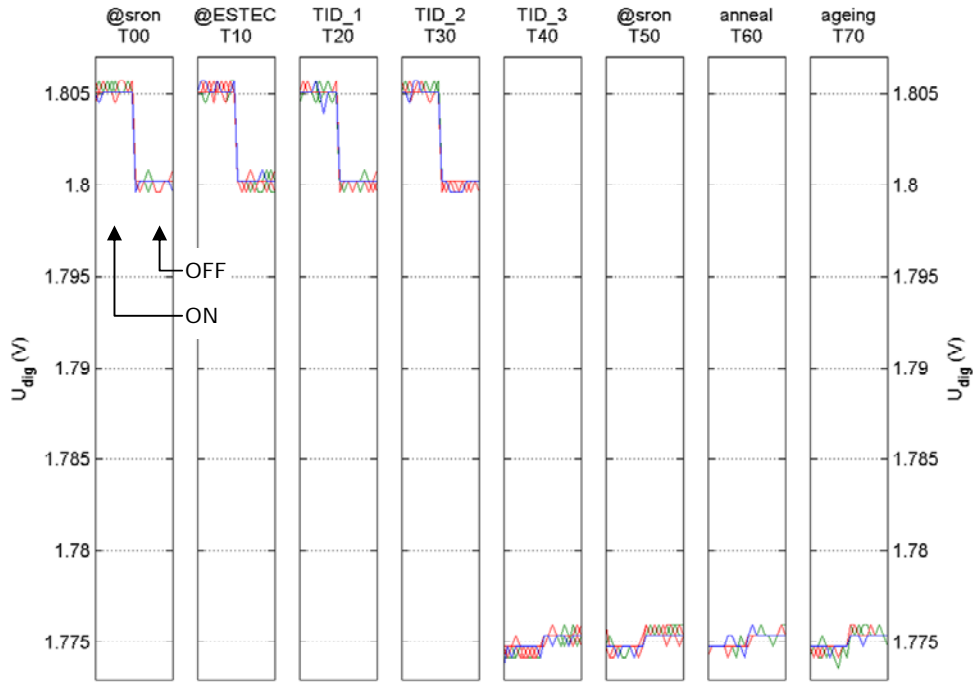 @sron @ESTEC TID_1 TID_2 TID_3 @sron anneal ageing
T00 T10 T20 T30 T40 T50 T60 T70
1.805 1.805
1.8 1.8
OFF
1.795 1.795
ON
1.79 1.79
U_dig (V) U_dig (V)
1.785 1.785
1.78 1.78
1.775 1.775